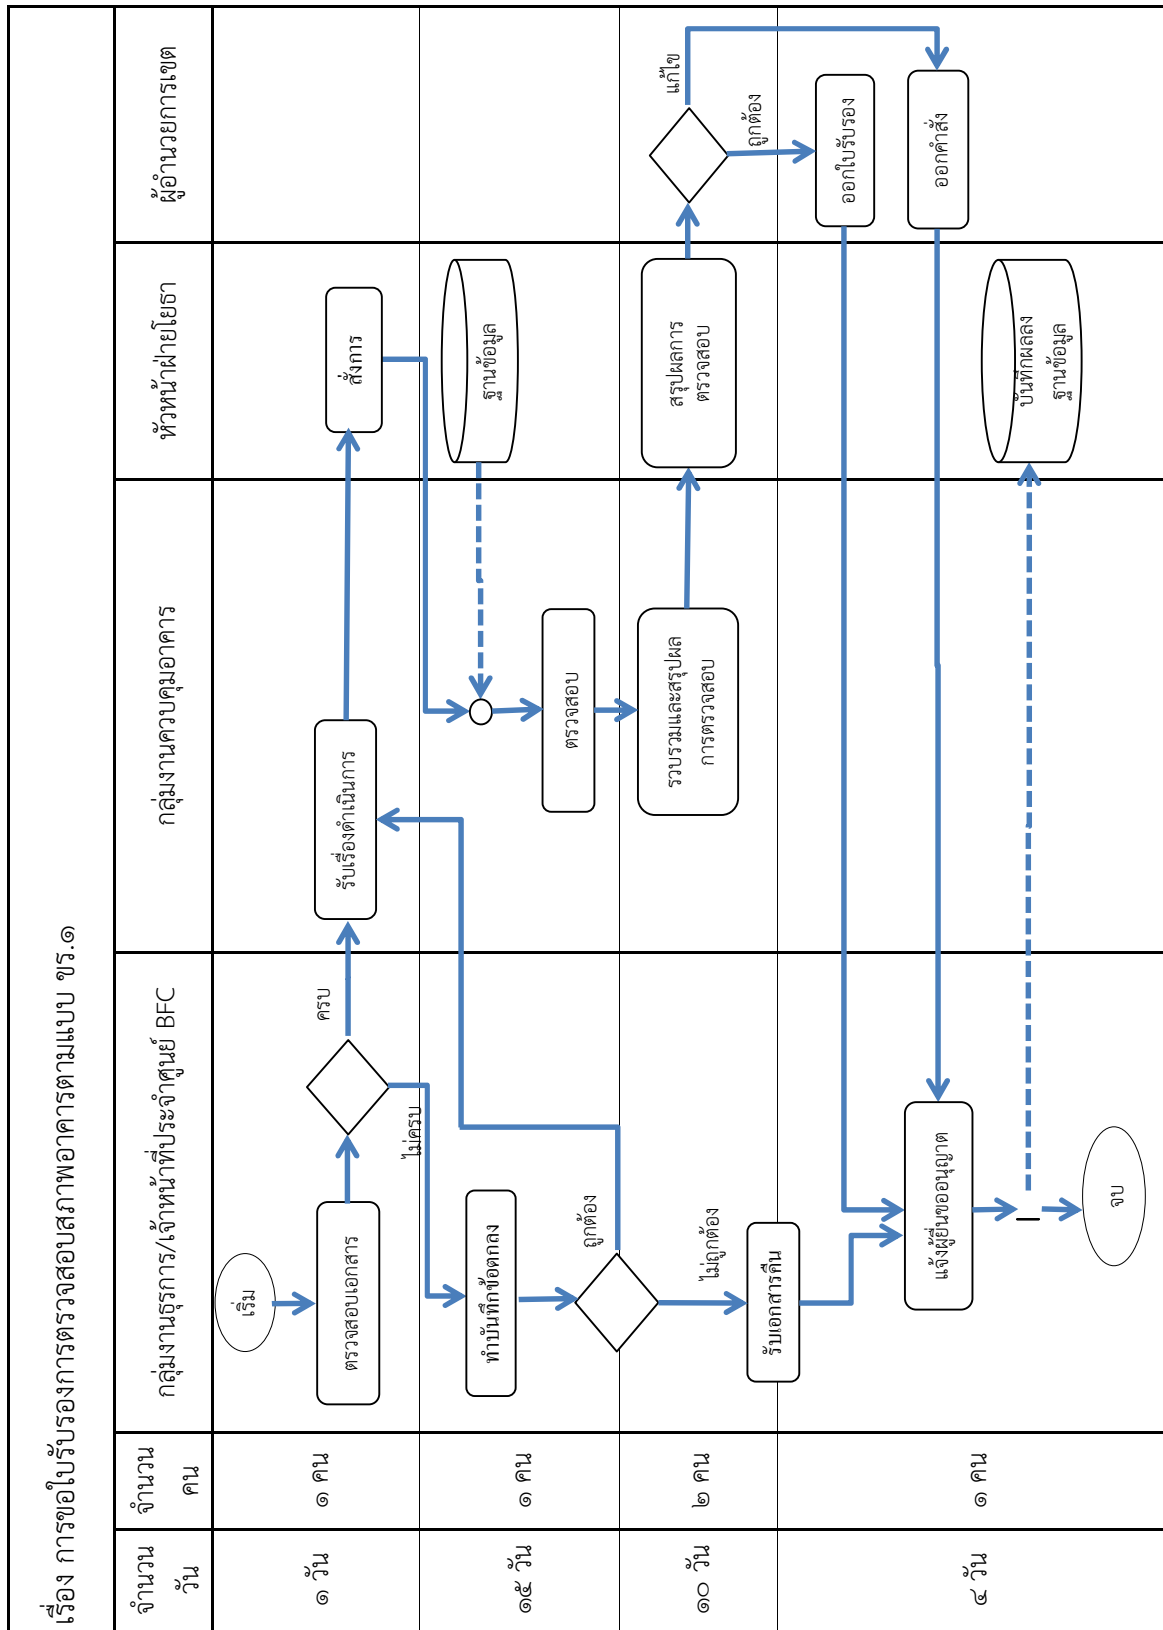 เรื่อง การขอใบรับรองการตรวจสอบสภาพอาคารตามแบบ ขร.๑
จำนวน
วัน
จำนวน
คน
กลุ่มงานธุรการ/เจ้าหน้าที่ประจำศูนย์ BFC
กลุ่มงานควบคุมอาคาร
หัวหน้าฝ่ายโยธา
ผู้อำนวยการเขต
๑ วัน
๑ คน
เริ่ม
ตรวจสอบเอกสาร
ครบ
ไม่ครบ
รับเรื่องดำเนินการ
สั่งการ
๑๕ วัน
๑ คน
ทำบันทึกข้อตกลง
ถูกต้อง
ตรวจสอบ
ฐานข้อมูล
๑๐ วัน
๒ คน
ไม่ถูกต้อง
รับเอกสารคืน
รวบรวมและสรุปผล
การตรวจสอบ
สรุปผลการ
ตรวจสอบ
แก้ไข
ถูกต้อง
๔ วัน
๑ คน
แจ้งผู้ยื่นขออนุญาต
จบ
บันทึกผลลง
ฐานข้อมูล
ออกใบรับรอง
ออกคำสั่ง